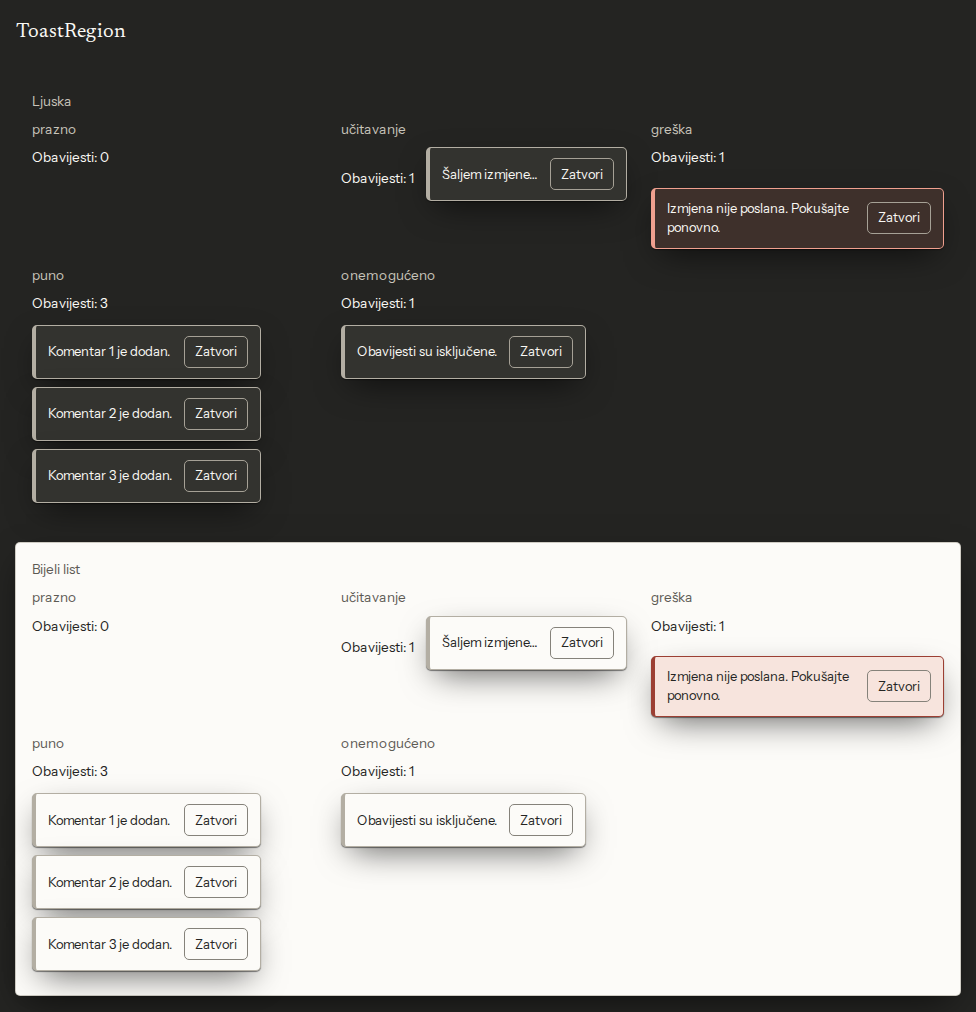 ToastRegion
Ljuska
prazno
Obavijesti: 0
učitavanje
Obavijesti: 1
Šaljem izmjene…
Zatvori
greška
Obavijesti: 1
Izmjena nije poslana. Pokušajte
ponovno.
Zatvori
puno
Obavijesti: 3
Komentar 1 je dodan.
Zatvori
Komentar 2 je dodan.
Zatvori
Komentar 3 je dodan.
Zatvori
onemogućeno
Obavijesti: 1
Obavijesti su isključene.
Zatvori
Bijeli list
prazno
Obavijesti: 0
učitavanje
Obavijesti: 1
Šaljem izmjene…
Zatvori
greška
Obavijesti: 1
Izmjena nije poslana. Pokušajte
ponovno.
Zatvori
puno
Obavijesti: 3
Komentar 1 je dodan.
Zatvori
Komentar 2 je dodan.
Zatvori
Komentar 3 je dodan.
Zatvori
onemogućeno
Obavijesti: 1
Obavijesti su isključene.
Zatvori